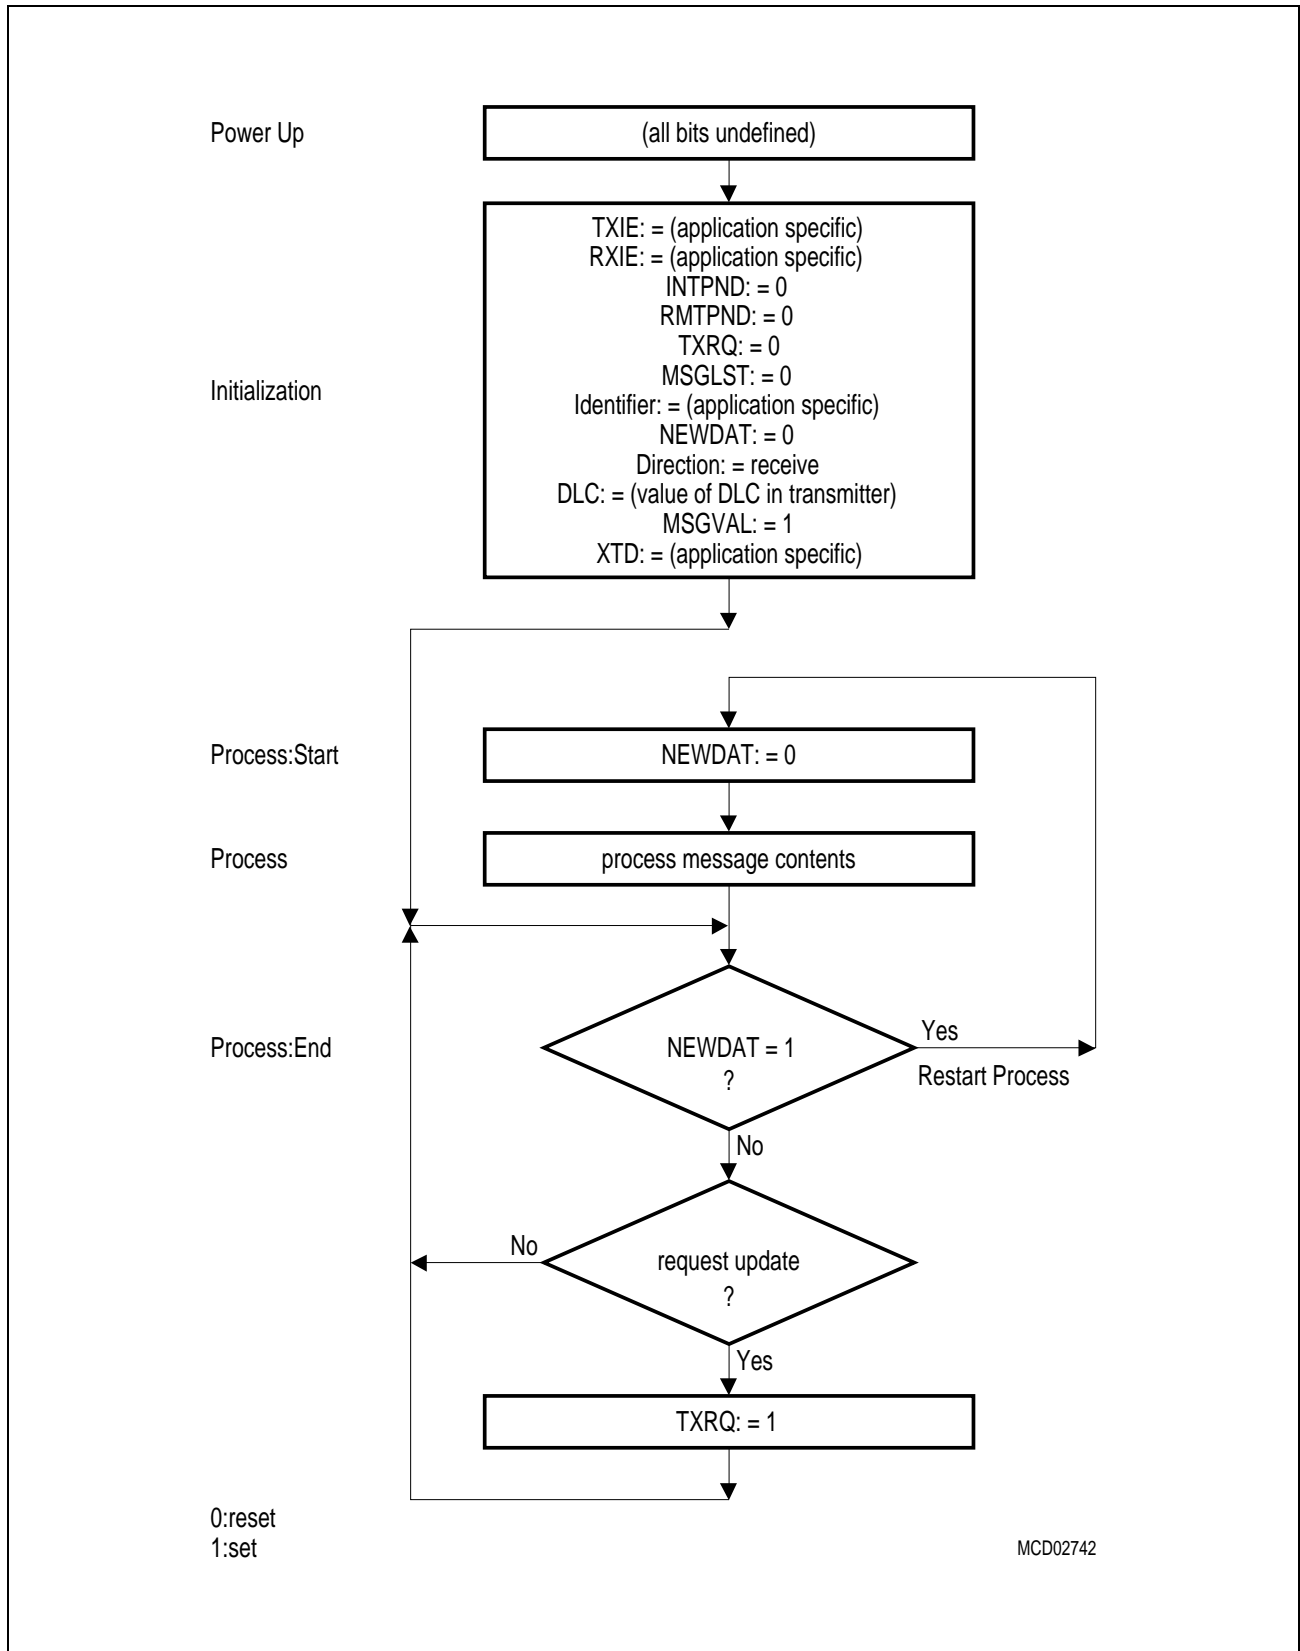 Power Up
(all bits undefined)
TXIE: = (application specific)
RXIE: = (application specific)
INTPND: = 0
RMTPND: = 0
TXRQ: = 0
MSGLST: = 0
Initialization
Identifier: = (application specific)
NEWDAT: = 0
Direction: = receive
DLC: = (value of DLC in transmitter)
MSGVAL: = 1
XTD: = (application specific)
Process:Start
NEWDAT: = 0
Process
process message contents
Process:End
NEWDAT = 1
?
Yes
Restart Process
No
No
request update
?
Yes
TXRQ: = 1
0:reset
1:set
MCD02742